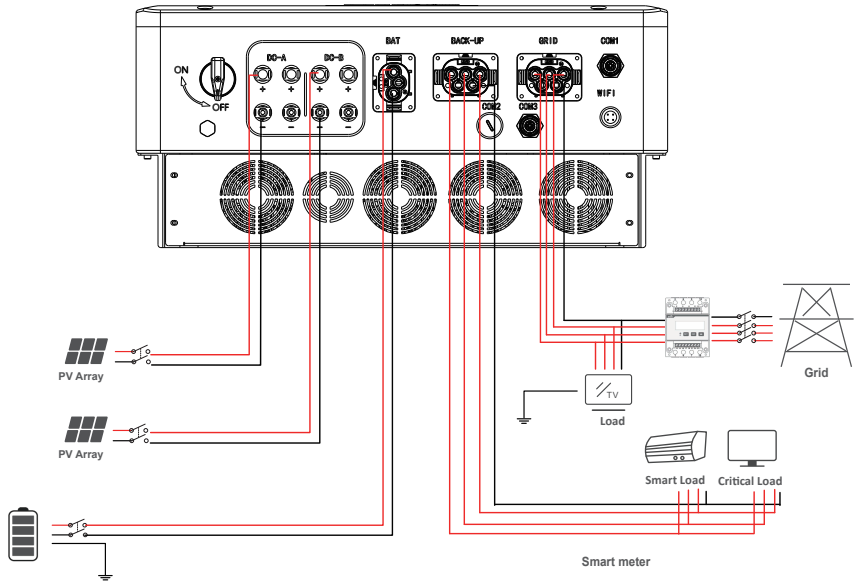 BAT
BACK-UP
GRID
COM1
DC-A
DC-B
ON
OFF
+ + + +
- - - -
COM2
COM3
WIFI
PV Array
PV Array
TV
Load
Grid
Smart Load
Critical Load
Smart meter